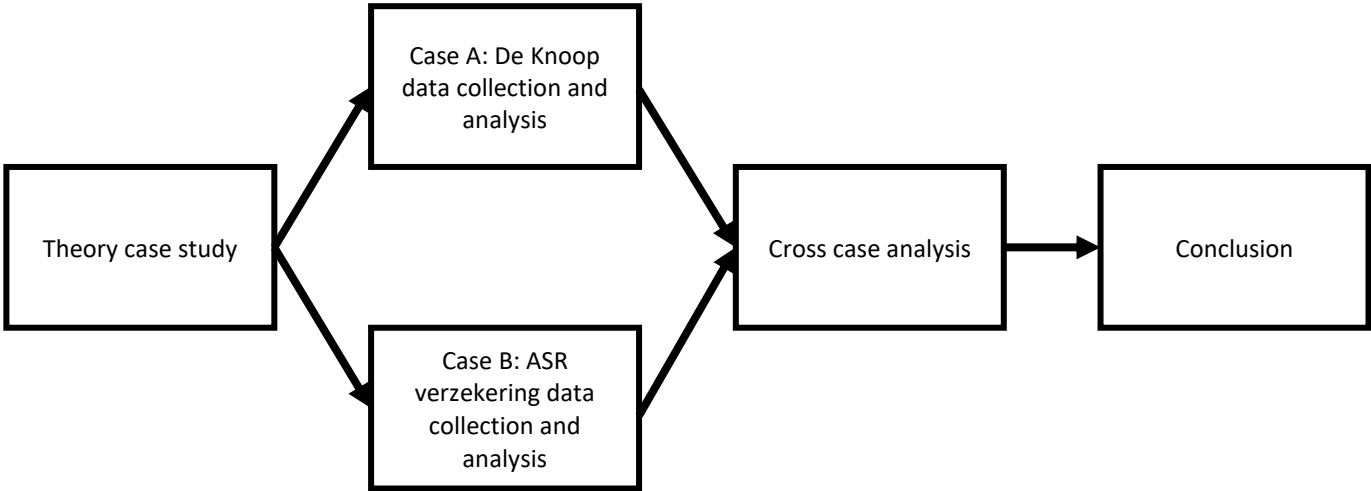 Theory case study
Case A: De Knoop
data collection and
analysis
Case B: ASR
verzekering data
collection and
analysis
Cross case analysis
Conclusion